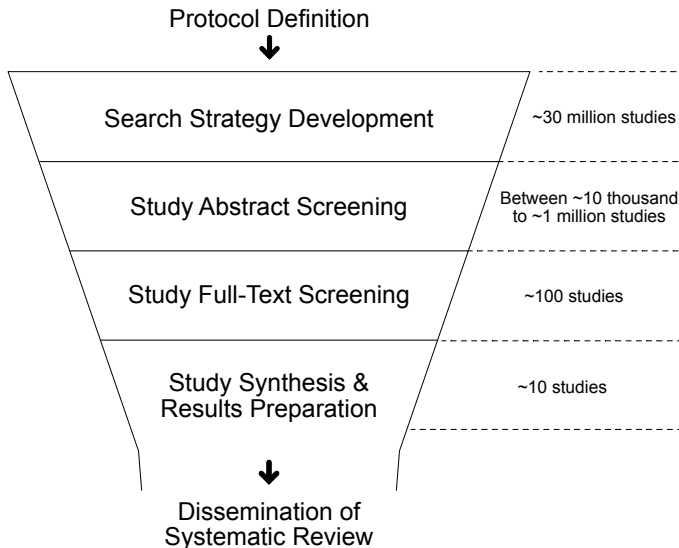 Protocol Definition
Search Strategy Development
~30 million studies
Study Abstract Screening
Between ~10 thousand
to ~1 million studies
Study Full-Text Screening
~100 studies
Study Synthesis &
Results Preparation
~10 studies
Dissemination of
Systematic Review